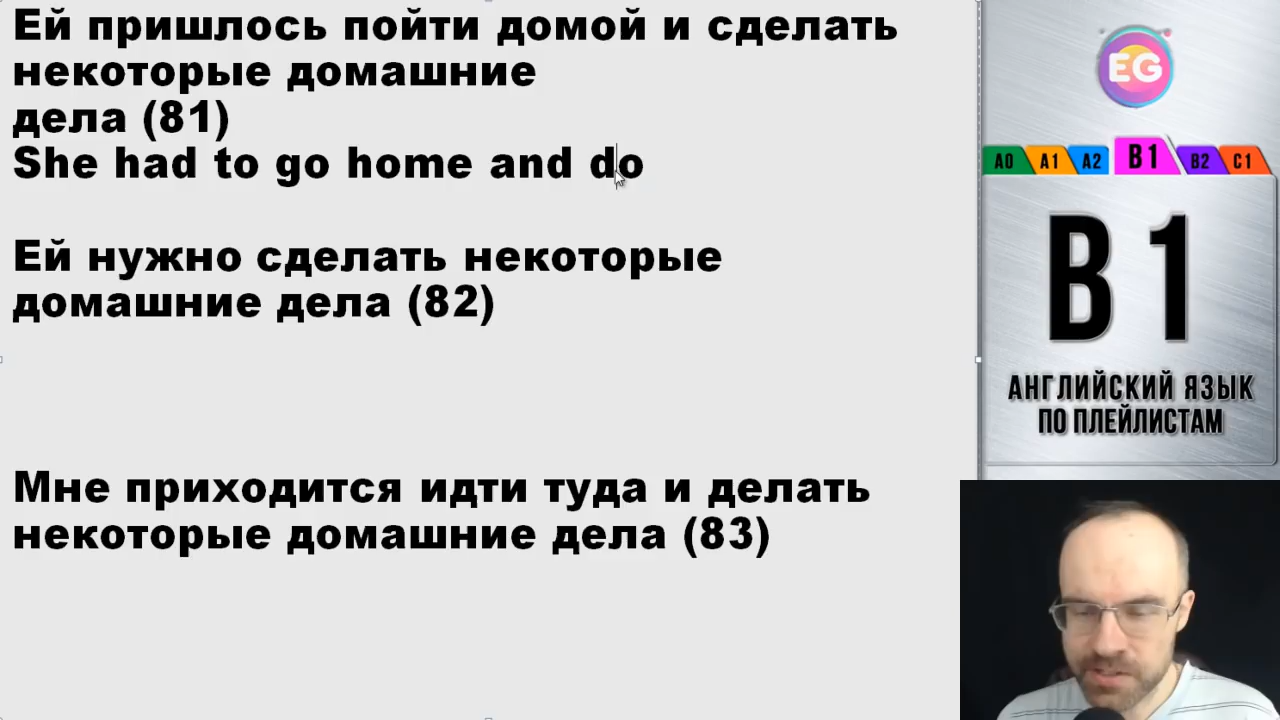 Ей пришлось пойти домой и сделать
некоторые домашние
дела (81)
She had to go home and do
Ей нужно сделать некоторые
домашние дела (82)
Мне приходится идти туда и делать
некоторые домашние дела (83)
EG
A0 A1 A2 B1 B2 C1
B1
АНГЛИЙСКИЙ ЯЗЫК
ПО ПЛЕЙЛИСТАМ